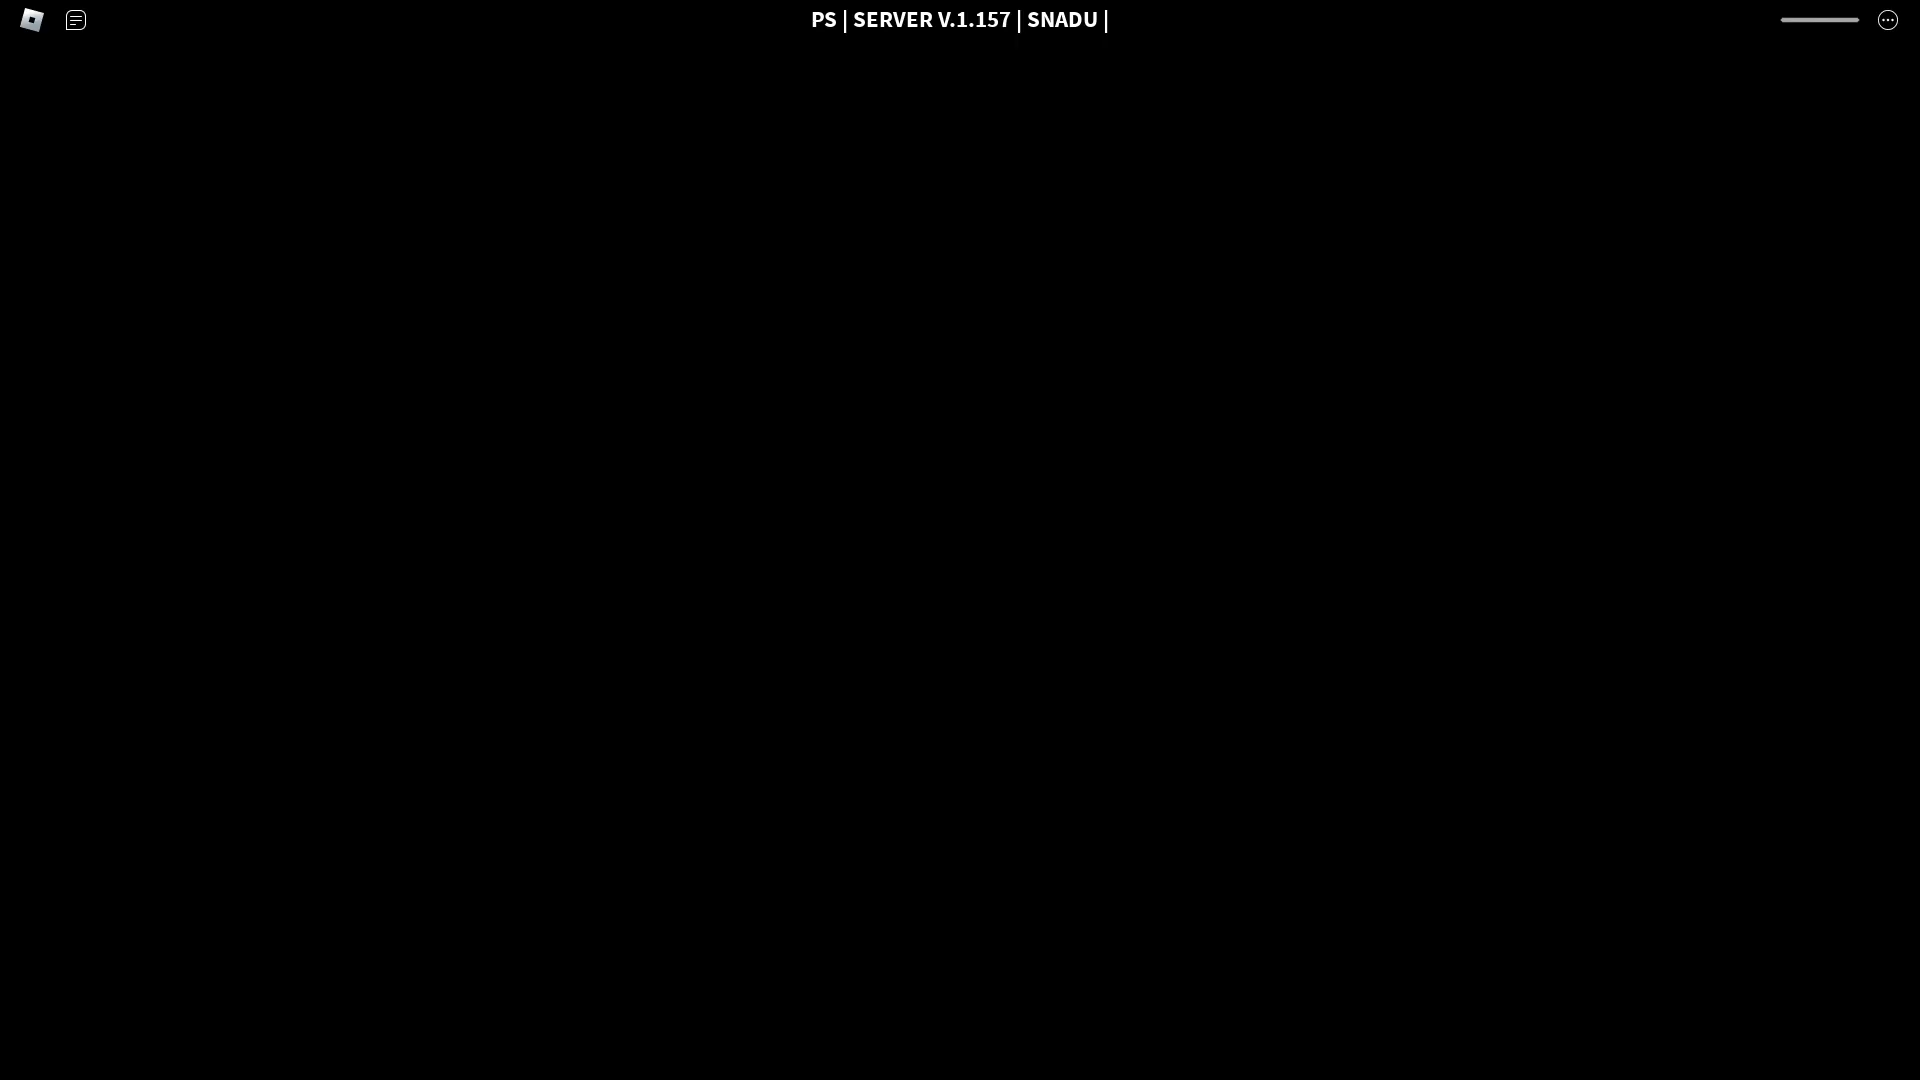 PS | SERVER V.1.157 | SNADU |